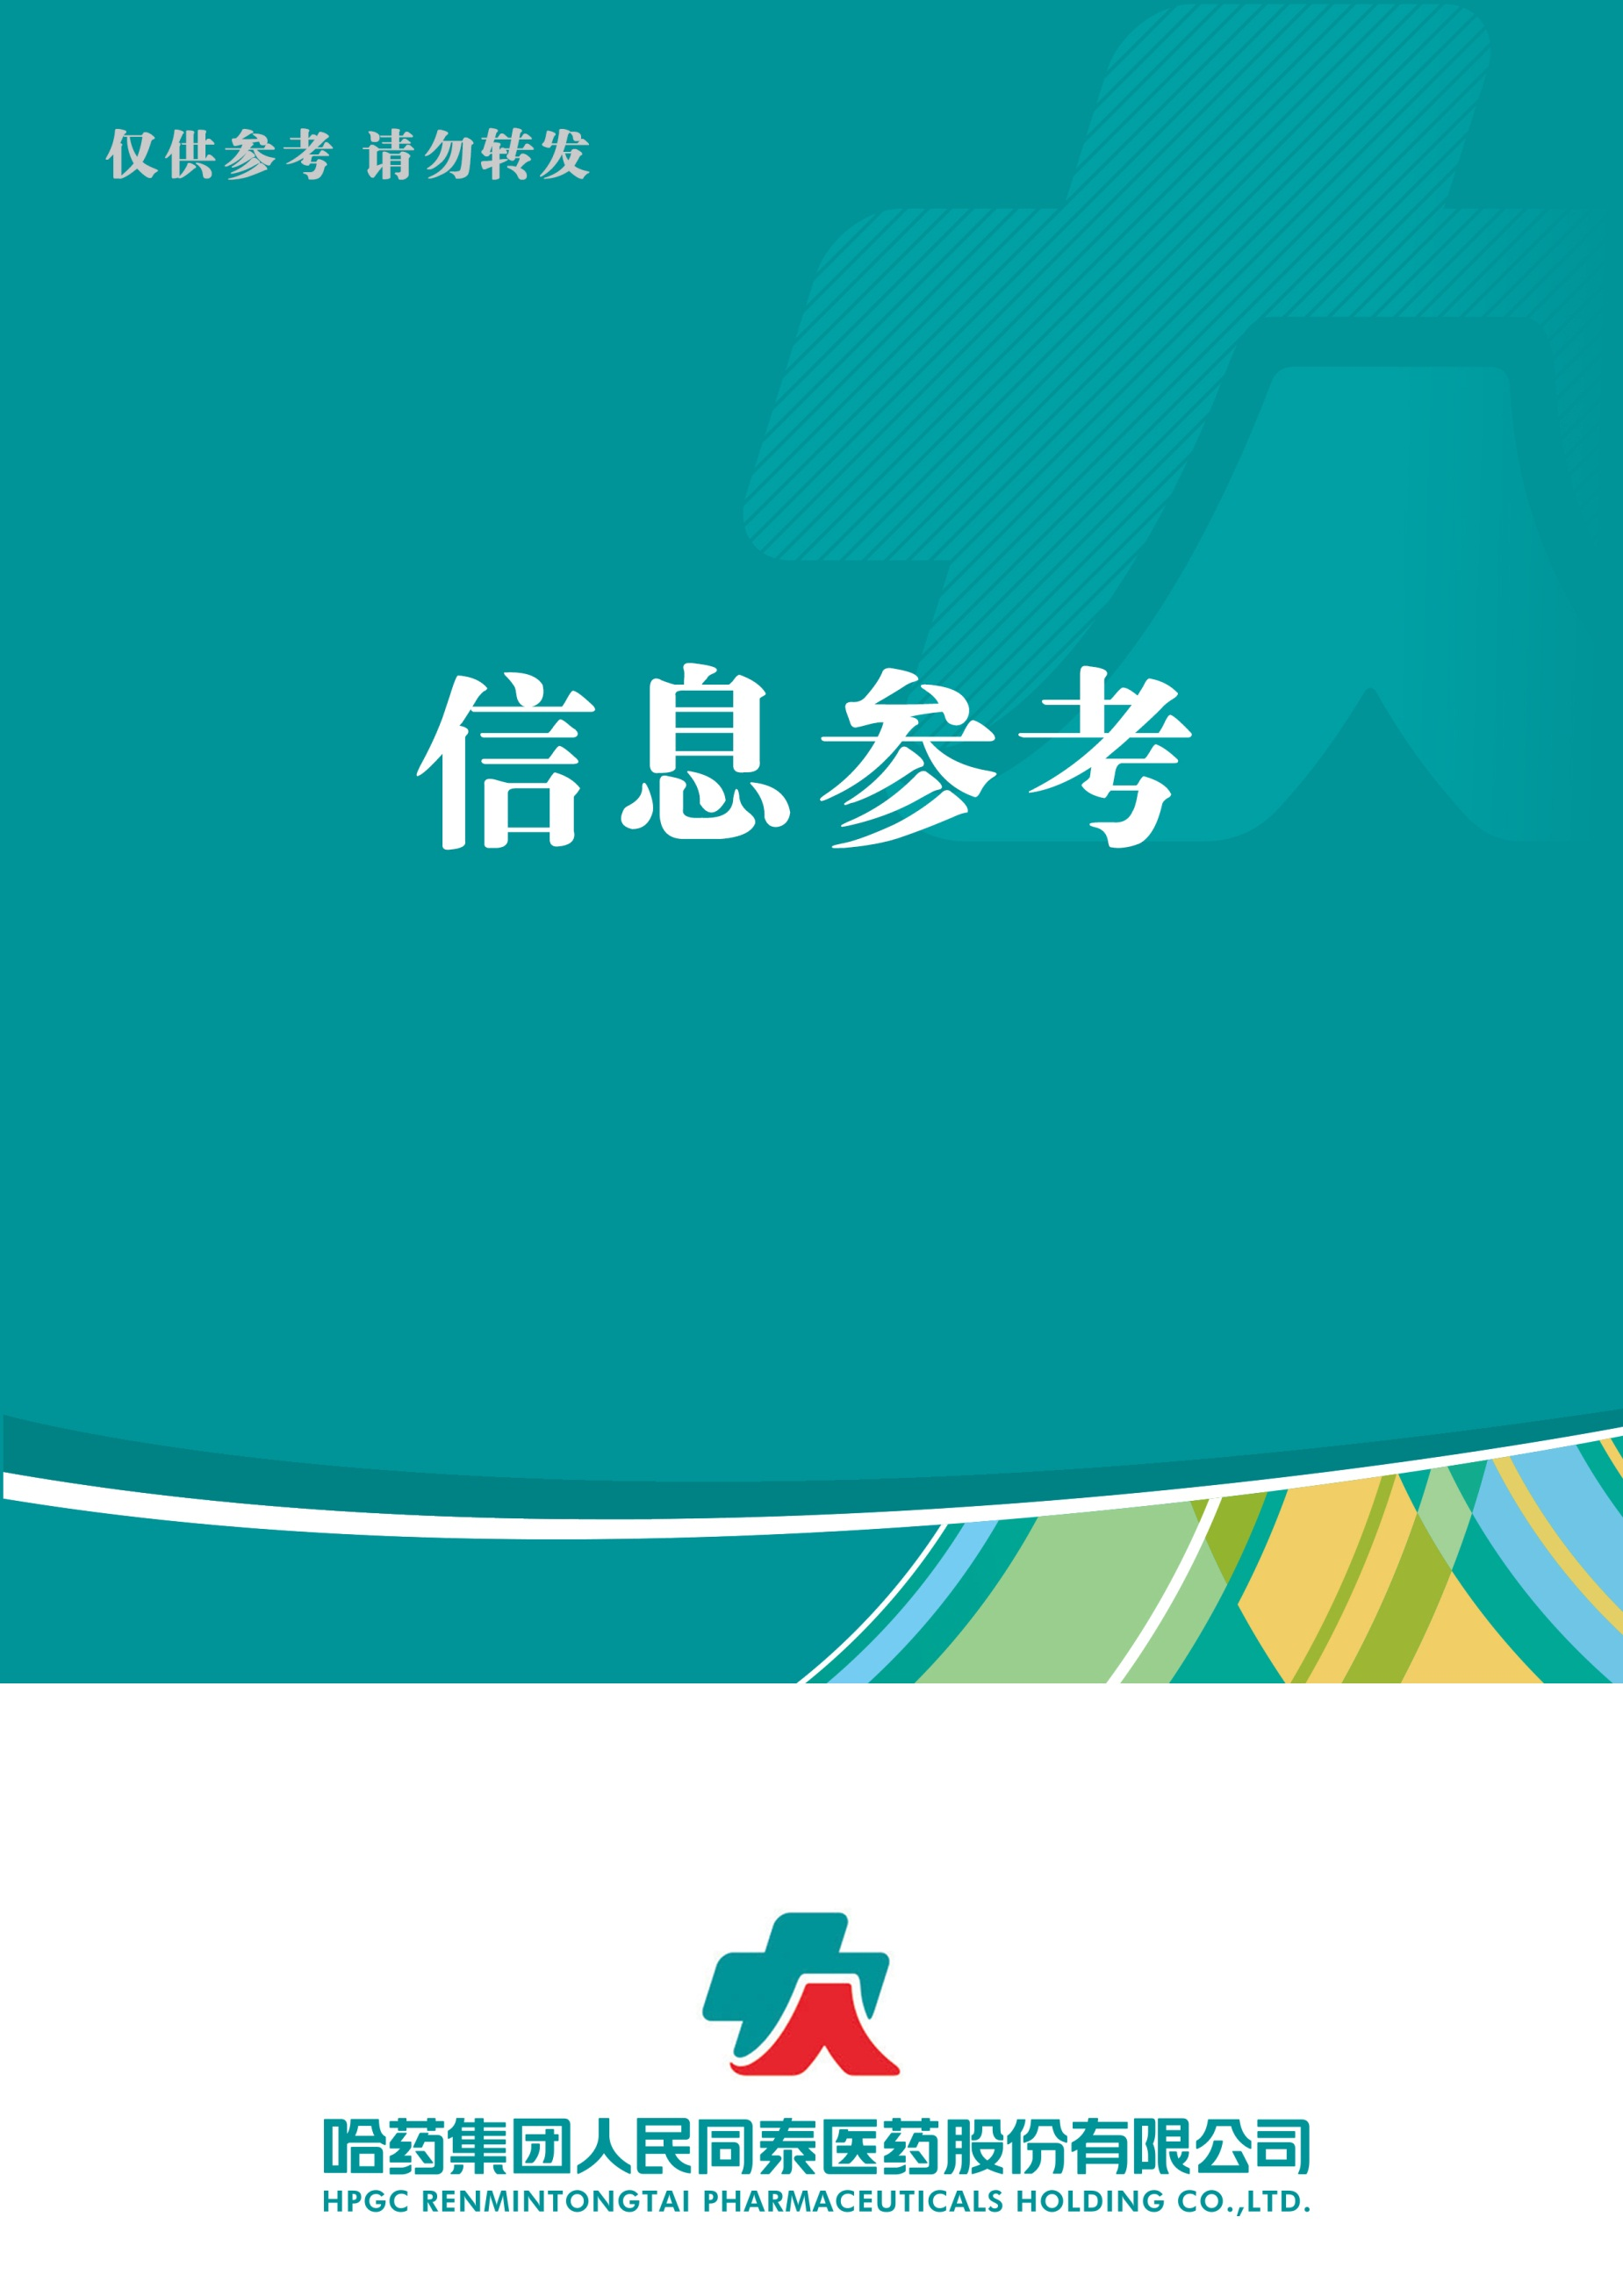 仅供参考 请勿转发
信息参考
哈药集团人民同泰医药股份有限公司
HPGC RENMINTONGTAI PHARMACEUTICALS HOLDING CO.,LTD.